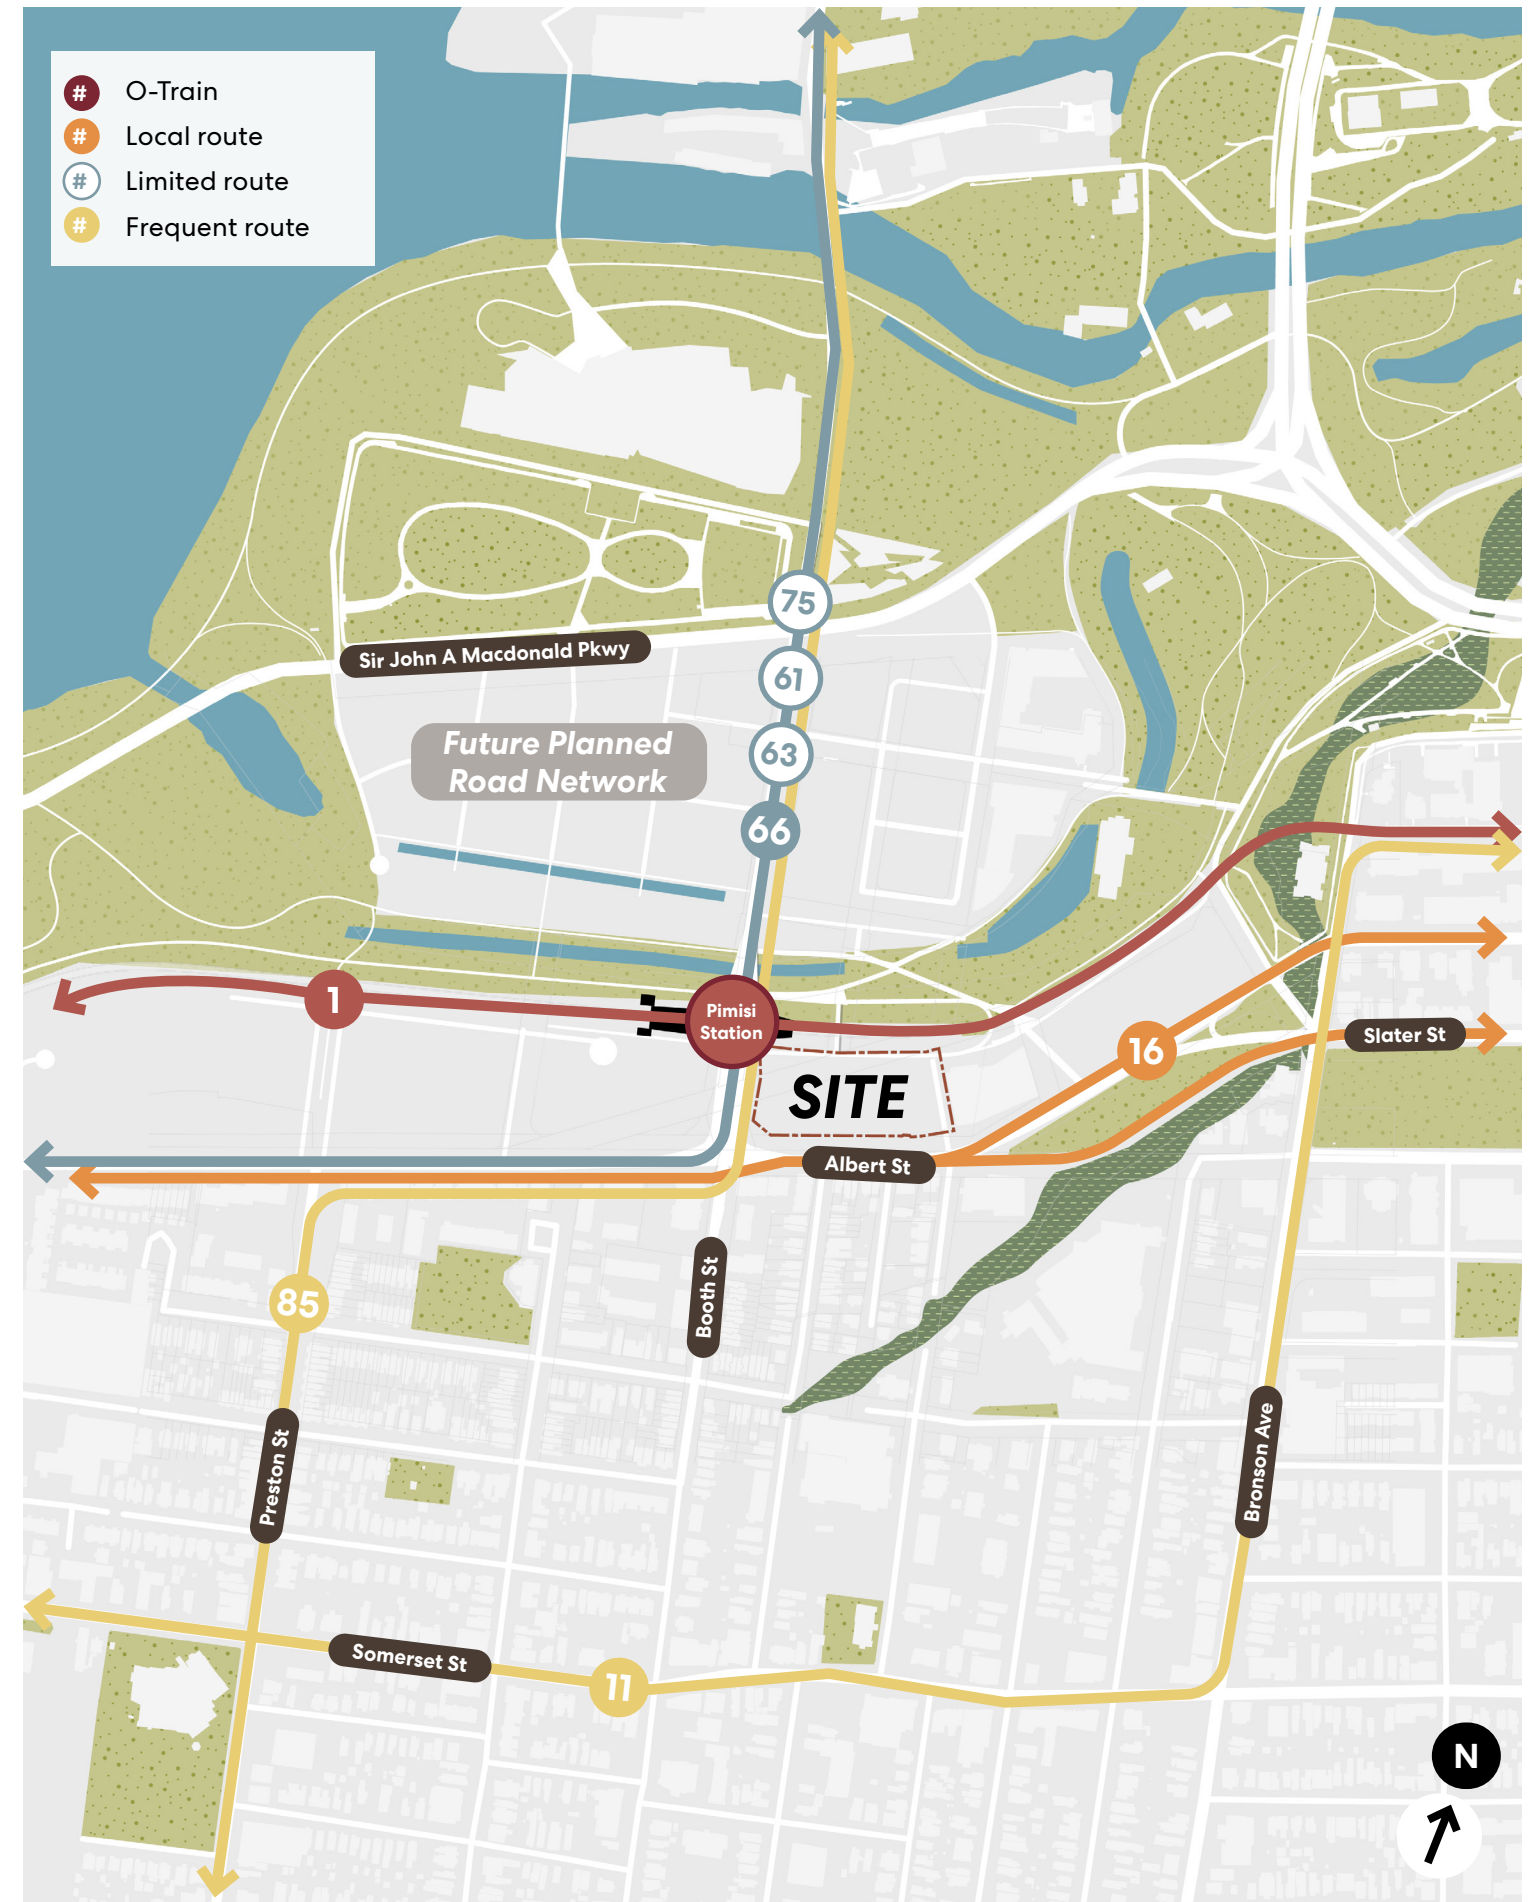 # O-Train
# Local route
# Limited route
# Frequent route
75
Sir John A Macdonald Pkwy
61
Future Planned
Road Network
63
66
1
Pimisi
Station
16
Slater St
SITE
Albert St
85
Booth St
Preston St
Bronson Ave
Somerset St
11
N